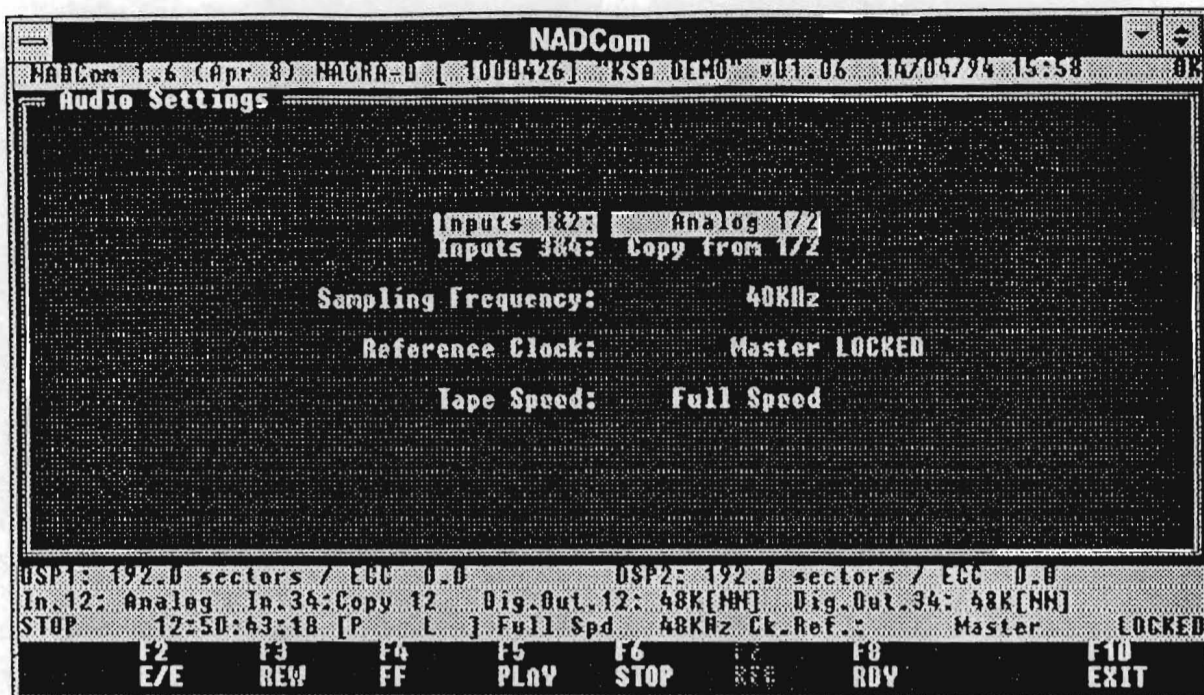 NADCom
NADCom 1.6 (Apr 8) NAGRA-D [ 1000426] "KSA DEMO" v01.06 14/04/94 15:58 OK
Audio Settings
Inputs 1&2: Analog 1/2
Inputs 3&4: Copy from 1/2
Sampling Frequency: 48KHz
Reference Clock: Master LOCKED
Tape Speed: Full Speed
DSP1: 192.0 sectors / ECC 0.0 DSP2: 192.0 sectors / ECC 0.0
In.12: Analog In.34:Copy 12 Dig.Out.12: 48K[NN] Dig.Out.34: 48K[NN]
STOP 12:50:43:18 [P L ] Full Spd 48KHz Ck.Ref.: Master LOCKED
F2 F3 F4 F5 F6 F7 F8 F10
E/E REW FF PLAY STOP REC RDY EXIT